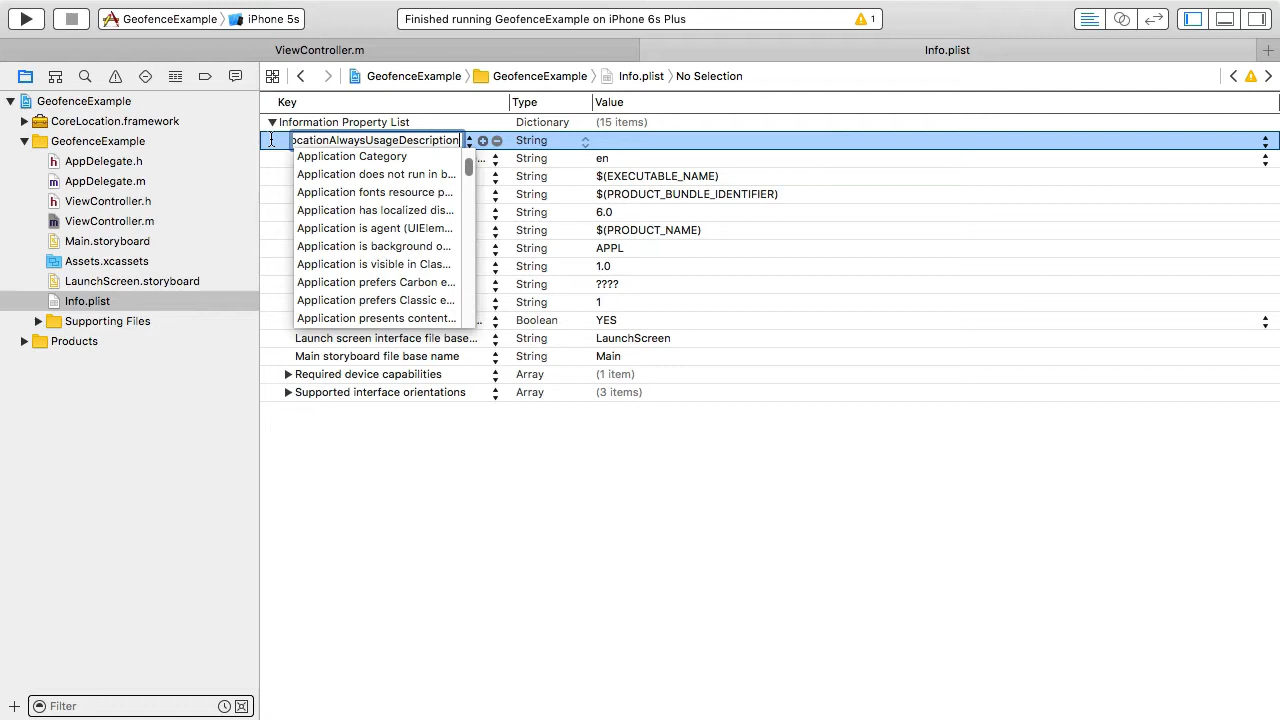 GeofenceExample iPhone 5s
Finished running GeofenceExample on iPhone 6s Plus 1
ViewController.m
Info.plist
GeofenceExample GeofenceExample Info.plist No Selection
GeofenceExample
CoreLocation.framework
GeofenceExample
h AppDelegate.h
m AppDelegate.m
h ViewController.h
m ViewController.m
Main.storyboard
Assets.xcassets
LaunchScreen.storyboard
Info.plist
Supporting Files
Products
Filter
Key Type Value
Information Property List Dictionary (15 items)
ocationAlwaysUsageDescription String
Application Category
Application does not run in b...
Application fonts resource p...
Application has localized dis...
Application is agent (UIElem...
Application is background o...
Application is visible in Clas...
Application prefers Carbon e...
Application prefers Classic e...
Application presents content...
... String en
String $(EXECUTABLE_NAME)
String $(PRODUCT_BUNDLE_IDENTIFIER)
String 6.0
String $(PRODUCT_NAME)
String APPL
String 1.0
String ????
String 1
... Boolean YES
Launch screen interface file base... String LaunchScreen
Main storyboard file base name String Main
Required device capabilities Array (1 item)
Supported interface orientations Array (3 items)